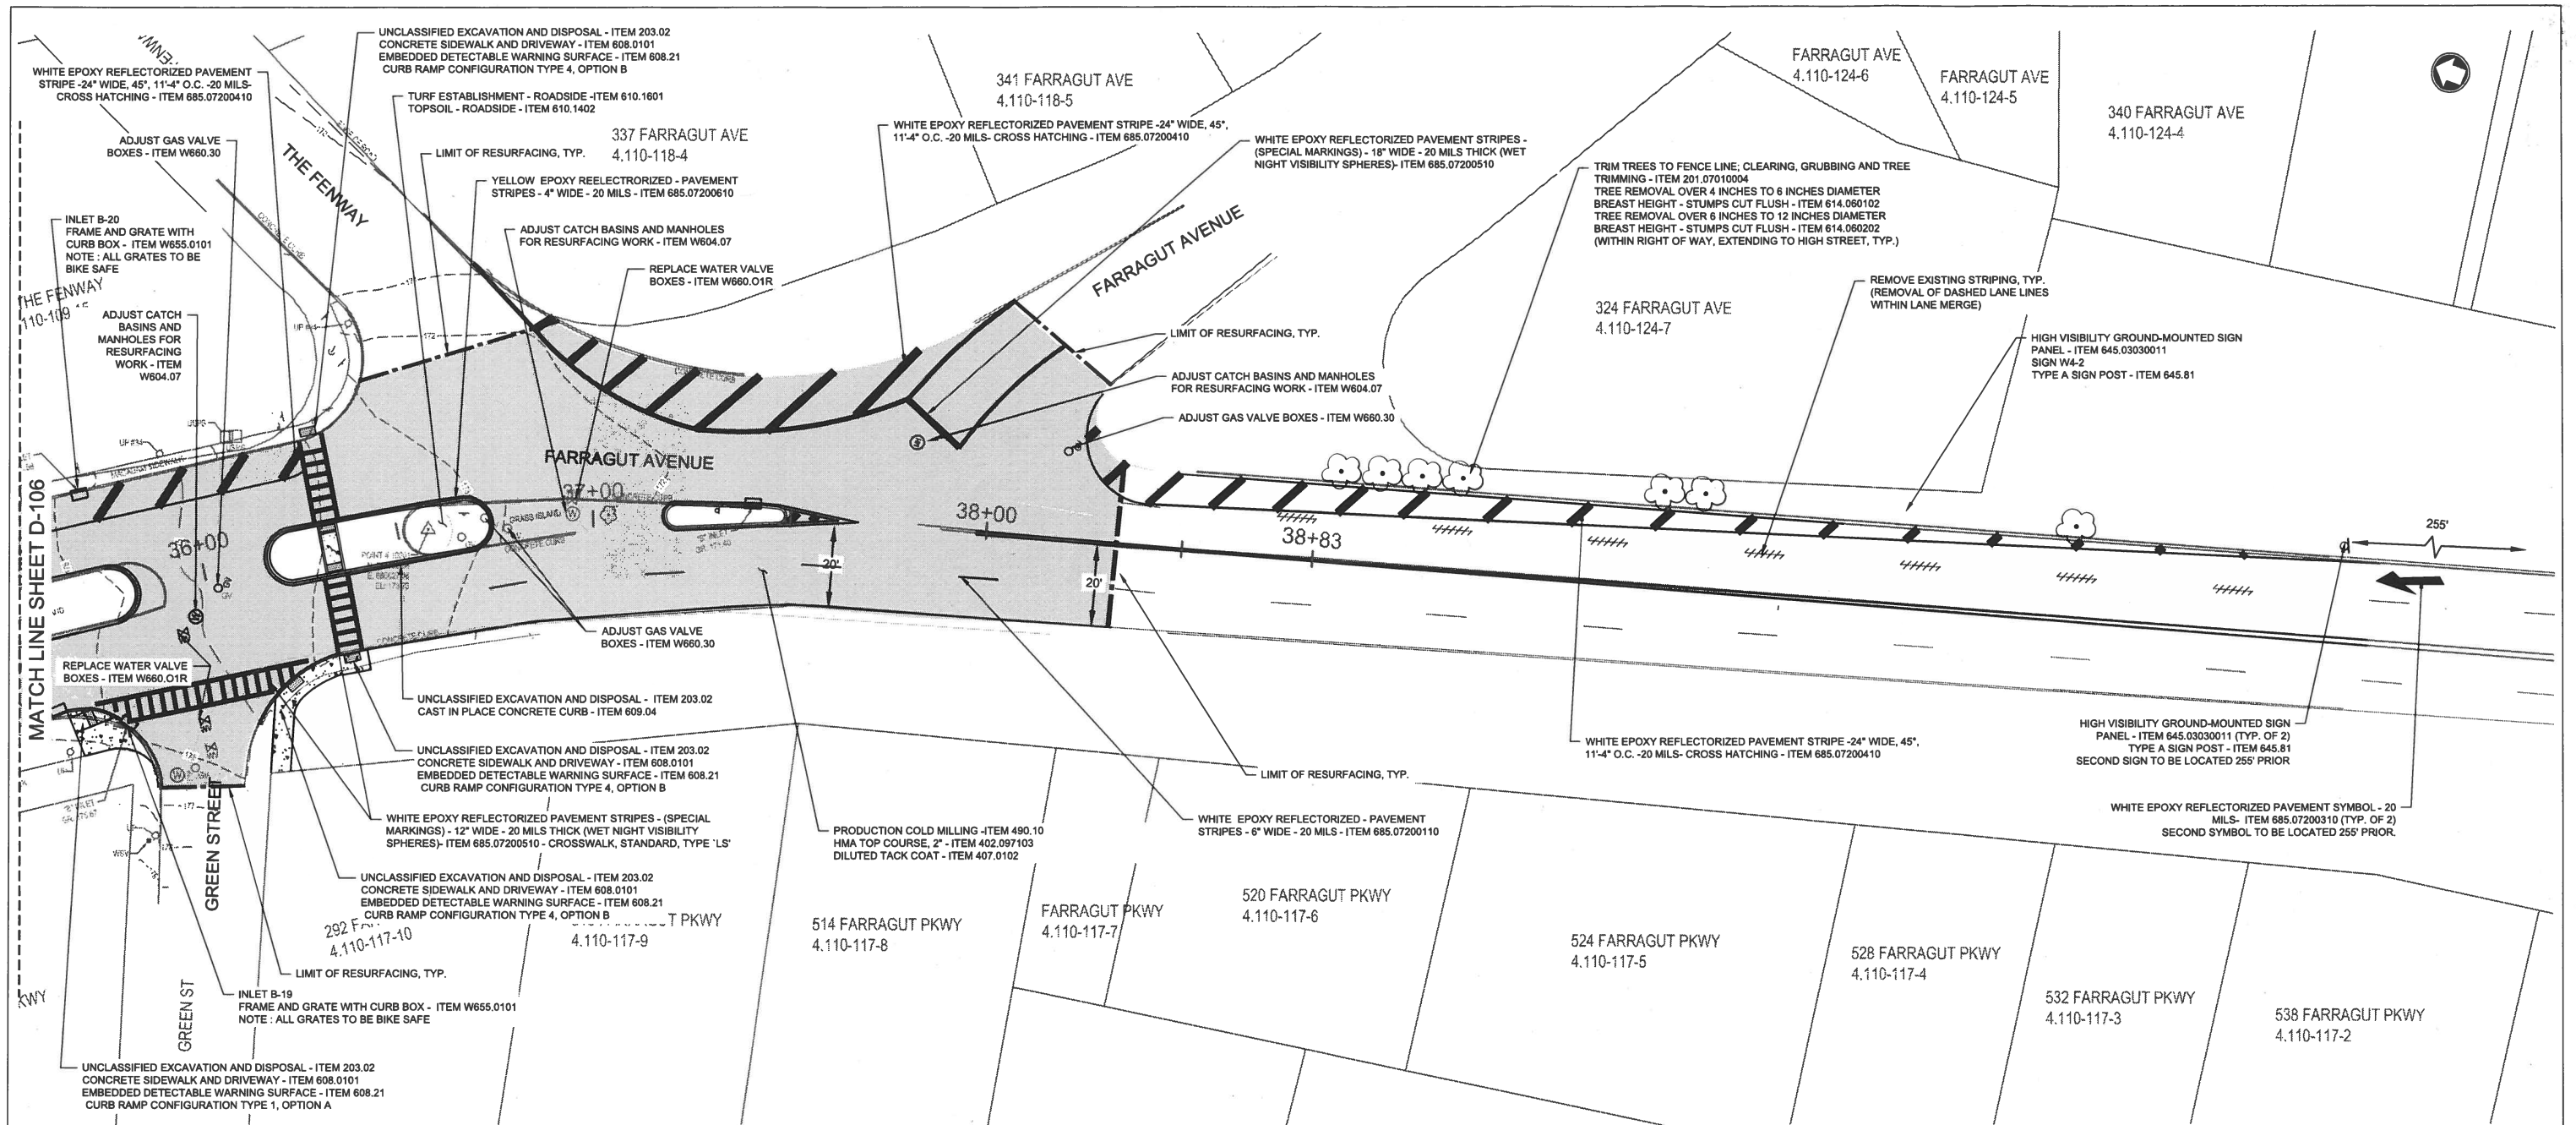 UNCLASSIFIED EXCAVATION AND DISPOSAL - ITEM 203.02
CONCRETE SIDEWALK AND DRIVEWAY - ITEM 608.0101
EMBEDDED DETECTABLE WARNING SURFACE - ITEM 608.21
CURB RAMP CONFIGURATION TYPE 4, OPTION B
WHITE EPOXY REFLECTORIZED PAVEMENT
STRIPE -24" WIDE, 45°, 11'-4" O.C. -20 MILS-
CROSS HATCHING - ITEM 685.07200410
TURF ESTABLISHMENT - ROADSIDE -ITEM 610.1601
TOPSOIL - ROADSIDE - ITEM 610.1402
ADJUST GAS VALVE
BOXES - ITEM W660.30
THE FENWAY
LIMIT OF RESURFACING, TYP.
337 FARRAGUT AVE
4.110-118-4
YELLOW EPOXY REELECTRORIZED - PAVEMENT
STRIPES - 4" WIDE - 20 MILS - ITEM 685.07200610
INLET B-20
FRAME AND GRATE WITH
CURB BOX - ITEM W655.0101
NOTE : ALL GRATES TO BE
BIKE SAFE
THE FENWAY
110-109
ADJUST CATCH BASINS AND MANHOLES
FOR RESURFACING WORK - ITEM W604.07
REPLACE WATER VALVE
BOXES - ITEM W660.O1R
ADJUST CATCH
BASINS AND
MANHOLES FOR
RESURFACING
WORK - ITEM
W604.07
341 FARRAGUT AVE
4.110-118-5
WHITE EPOXY REFLECTORIZED PAVEMENT STRIPE -24" WIDE, 45°,
11'-4" O.C. -20 MILS- CROSS HATCHING - ITEM 685.07200410
WHITE EPOXY REFLECTORIZED PAVEMENT STRIPES -
(SPECIAL MARKINGS) - 18" WIDE - 20 MILS THICK (WET
NIGHT VISIBILITY SPHERES)- ITEM 685.07200510
FARRAGUT AVENUE
LIMIT OF RESURFACING, TYP.
ADJUST CATCH BASINS AND MANHOLES
FOR RESURFACING WORK - ITEM W604.07
ADJUST GAS VALVE BOXES - ITEM W660.30
FARRAGUT AVE
4.110-124-6
FARRAGUT AVE
4.110-124-5
340 FARRAGUT AVE
4.110-124-4
TRIM TREES TO FENCE LINE; CLEARING, GRUBBING AND TREE
TRIMMING - ITEM 201.07010004
TREE REMOVAL OVER 4 INCHES TO 6 INCHES DIAMETER
BREAST HEIGHT - STUMPS CUT FLUSH - ITEM 614.060102
TREE REMOVAL OVER 6 INCHES TO 12 INCHES DIAMETER
BREAST HEIGHT - STUMPS CUT FLUSH - ITEM 614.060202
(WITHIN RIGHT OF WAY, EXTENDING TO HIGH STREET, TYP.)
REMOVE EXISTING STRIPING, TYP.
(REMOVAL OF DASHED LANE LINES
WITHIN LANE MERGE)
324 FARRAGUT AVE
4.110-124-7
HIGH VISIBILITY GROUND-MOUNTED SIGN
PANEL - ITEM 645.03030011
SIGN W4-2
TYPE A SIGN POST - ITEM 645.81
FARRAGUT AVENUE
MATCH LINE SHEET D-106
36+00
37+00
38+00
38+83
GRASS ISLAND
CONCRETE CURB
20'
20'
255'
REPLACE WATER VALVE
BOXES - ITEM W660.O1R
ADJUST GAS VALVE
BOXES - ITEM W660.30
UNCLASSIFIED EXCAVATION AND DISPOSAL - ITEM 203.02
CAST IN PLACE CONCRETE CURB - ITEM 609.04
UNCLASSIFIED EXCAVATION AND DISPOSAL - ITEM 203.02
CONCRETE SIDEWALK AND DRIVEWAY - ITEM 608.0101
EMBEDDED DETECTABLE WARNING SURFACE - ITEM 608.21
CURB RAMP CONFIGURATION TYPE 4, OPTION B
WHITE EPOXY REFLECTORIZED PAVEMENT STRIPES - (SPECIAL
MARKINGS) - 12" WIDE - 20 MILS THICK (WET NIGHT VISIBILITY
SPHERES)- ITEM 685.07200510 - CROSSWALK, STANDARD, TYPE 'LS'
UNCLASSIFIED EXCAVATION AND DISPOSAL - ITEM 203.02
CONCRETE SIDEWALK AND DRIVEWAY - ITEM 608.0101
EMBEDDED DETECTABLE WARNING SURFACE - ITEM 608.21
CURB RAMP CONFIGURATION TYPE 4, OPTION B
GREEN STREET
292
4.110-117-10
PKWY
4.110-117-9
LIMIT OF RESURFACING, TYP.
INLET B-19
FRAME AND GRATE WITH CURB BOX - ITEM W655.0101
NOTE : ALL GRATES TO BE BIKE SAFE
GREEN ST
KWY
UNCLASSIFIED EXCAVATION AND DISPOSAL - ITEM 203.02
CONCRETE SIDEWALK AND DRIVEWAY - ITEM 608.0101
EMBEDDED DETECTABLE WARNING SURFACE - ITEM 608.21
CURB RAMP CONFIGURATION TYPE 1, OPTION A
PRODUCTION COLD MILLING -ITEM 490.10
HMA TOP COURSE, 2" - ITEM 402.097103
DILUTED TACK COAT - ITEM 407.0102
514 FARRAGUT PKWY
4.110-117-8
LIMIT OF RESURFACING, TYP.
WHITE EPOXY REFLECTORIZED - PAVEMENT
STRIPES - 6" WIDE - 20 MILS - ITEM 685.07200110
FARRAGUT PKWY
4.110-117-7
520 FARRAGUT PKWY
4.110-117-6
WHITE EPOXY REFLECTORIZED PAVEMENT STRIPE -24" WIDE, 45°,
11'-4" O.C. -20 MILS- CROSS HATCHING - ITEM 685.07200410
524 FARRAGUT PKWY
4.110-117-5
528 FARRAGUT PKWY
4.110-117-4
532 FARRAGUT PKWY
4.110-117-3
538 FARRAGUT PKWY
4.110-117-2
HIGH VISIBILITY GROUND-MOUNTED SIGN
PANEL - ITEM 645.03030011 (TYP. OF 2)
TYPE A SIGN POST - ITEM 645.81
SECOND SIGN TO BE LOCATED 255' PRIOR
WHITE EPOXY REFLECTORIZED PAVEMENT SYMBOL - 20
MILS- ITEM 685.07200310 (TYP. OF 2)
SECOND SYMBOL TO BE LOCATED 255' PRIOR.